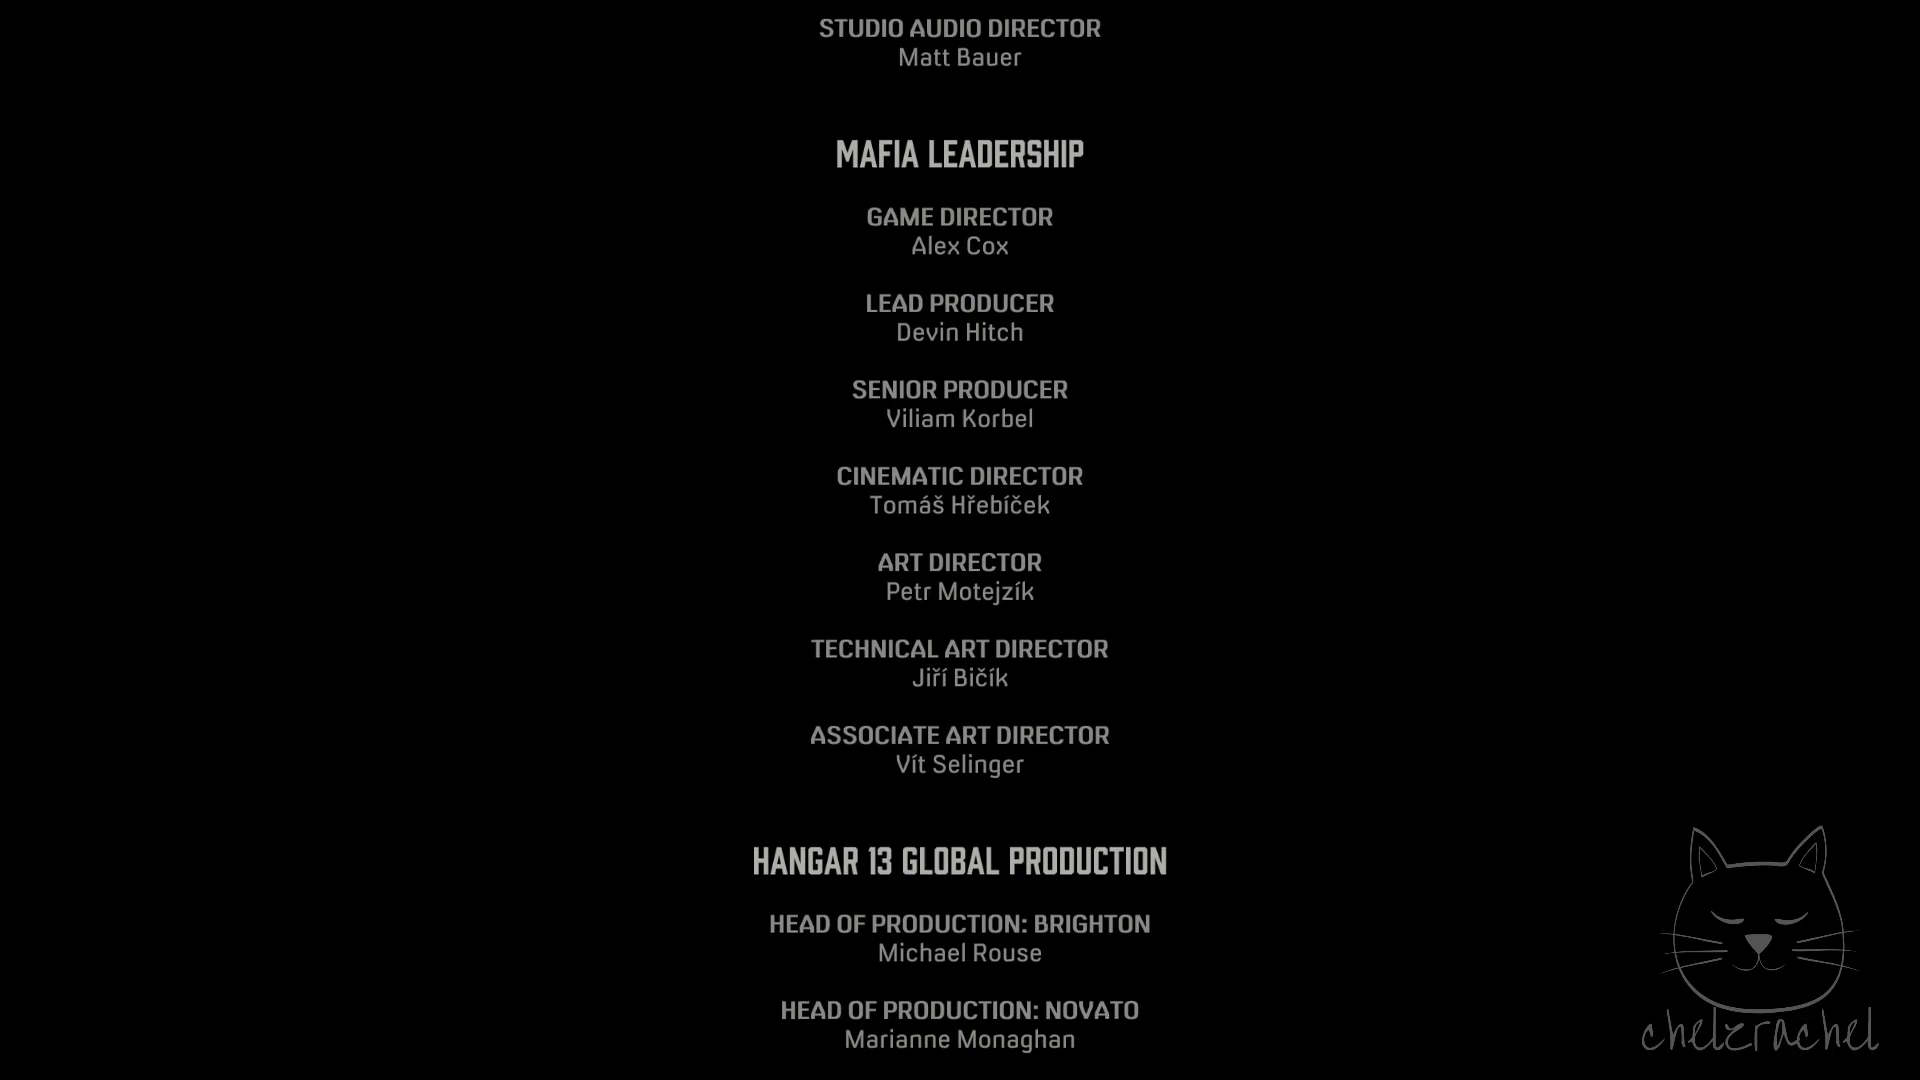 STUDIO AUDIO DIRECTOR
Matt Bauer
MAFIA LEADERSHIP
GAME DIRECTOR
Alex Cox
LEAD PRODUCER
Devin Hitch
SENIOR PRODUCER
Viliam Korbel
CINEMATIC DIRECTOR
Tomáš Hřebíček
ART DIRECTOR
Petr Motejzík
TECHNICAL ART DIRECTOR
Jiří Bičík
ASSOCIATE ART DIRECTOR
Vít Selinger
HANGAR 13 GLOBAL PRODUCTION
HEAD OF PRODUCTION: BRIGHTON
Michael Rouse
HEAD OF PRODUCTION: NOVATO
Marianne Monaghan
chelzrachel